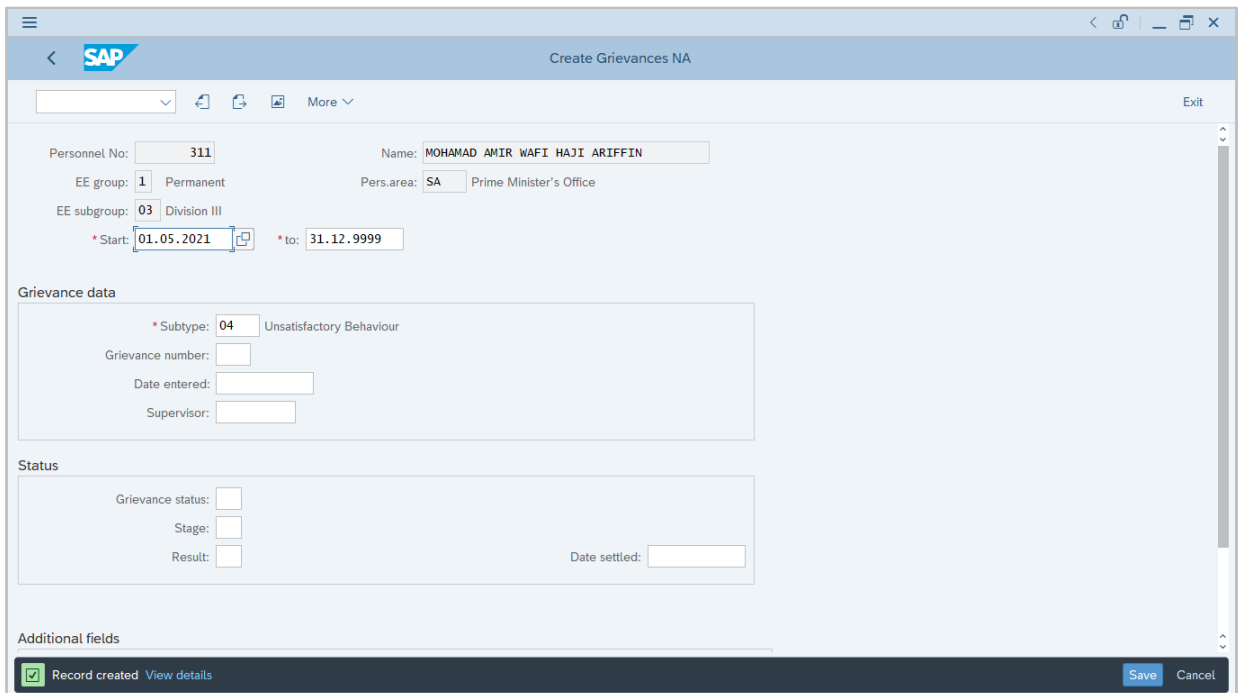 SAP
Create Grievances NA
More
Exit
Personnel No: 311 Name: MOHAMAD AMIR WAFI HAJI ARIFFIN
EE group: 1 Permanent Pers.area: SA Prime Minister's Office
EE subgroup: 03 Division III
* Start: 01.05.2021 * to: 31.12.9999
Grievance data
* Subtype: 04 Unsatisfactory Behaviour
Grievance number:
Date entered:
Supervisor:
Status
Grievance status:
Stage:
Result: Date settled:
Additional fields
Record created View details Save Cancel